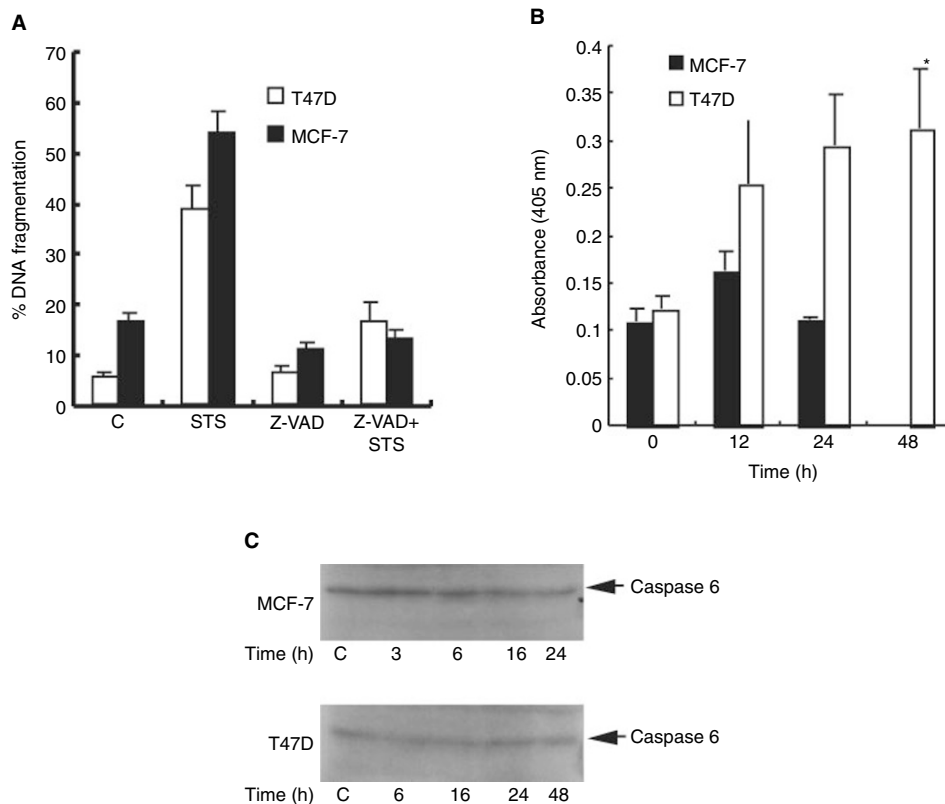 A
70
60
50
40
30
20
10
0
% DNA fragmentation
T47D
MCF-7
C STS Z-VAD Z-VAD+
STS
B
0.4
0.35
0.3
0.25
0.2
0.15
0.1
0.05
0
Absorbance (405 nm)
MCF-7
T47D
*
0 12 24 48
Time (h)
C
MCF-7
Caspase 6
Time (h) C 3 6 16 24
T47D
Caspase 6
Time (h) C 6 16 24 48